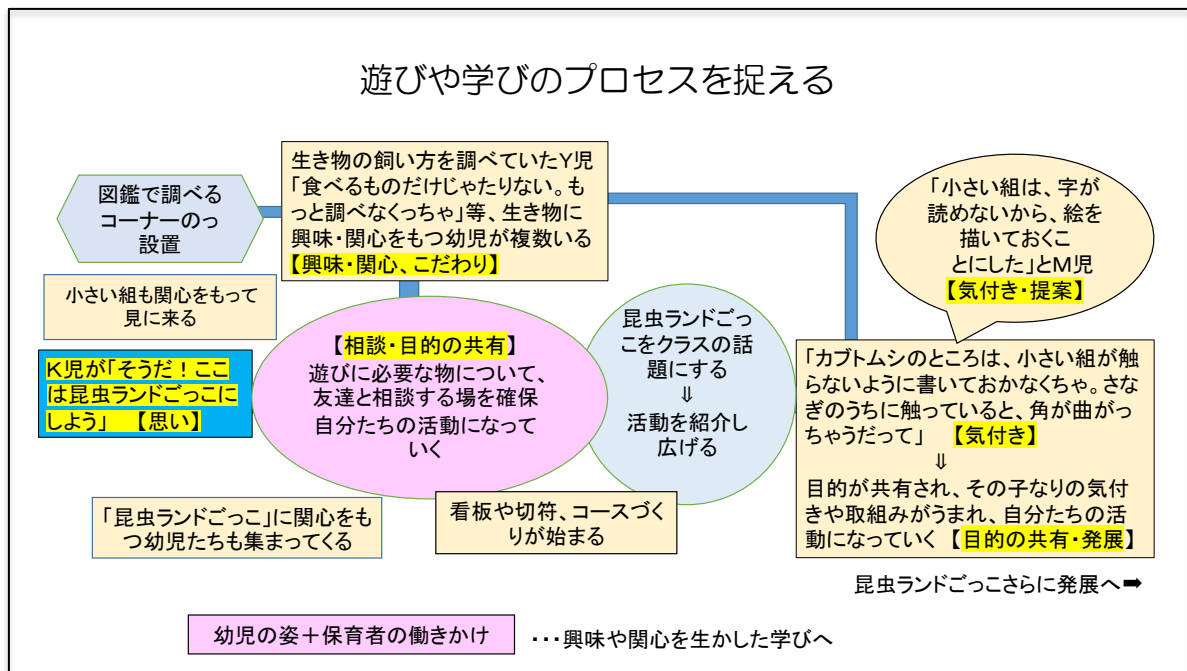 遊びや学びのプロセスを捉える
図鑑で調べる
コーナーのっ
設置
生き物の飼い方を調べていたY児
「食べるものだけじゃたりない。も
っと調べなくっちゃ」等、生き物に
興味・関心をもつ幼児が複数いる
【興味・関心、こだわり】
「小さい組は、字が
読めないから、絵を
描いておくこ
とにした」とM児
【気付き・提案】
小さい組も関心をもって
見に来る
K児が「そうだ！ここ
は昆虫ランドごっこに
しよう」　【思い】
【相談・目的の共有】
遊びに必要な物について、
友達と相談する場を確保
自分たちの活動になって
いく
昆虫ランドごっ
こをクラスの話
題にする
⇓
活動を紹介し
広げる
「カブトムシのところは、小さい組が触
らないように書いておかなくちゃ。さな
ぎのうちに触っていると、角が曲がっ
ちゃうだって」　【気付き】
⇓
目的が共有され、その子なりの気付
きや取組みがうまれ、自分たちの活
動になっていく 【目的の共有・発展】
「昆虫ランドごっこ」に関心をも
つ幼児たちも集まってくる
看板や切符、コースづく
りが始まる
昆虫ランドごっこさらに発展へ➡
幼児の姿＋保育者の働きかけ
・・・興味や関心を生かした学びへ